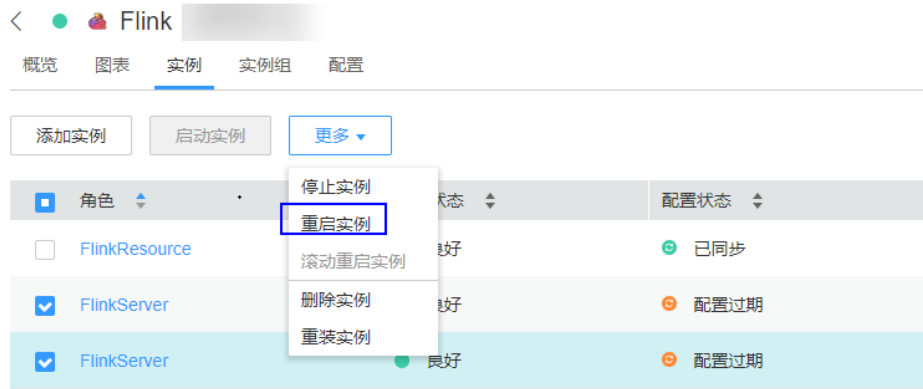 Flink
概览 图表 实例 实例组 配置
添加实例 启动实例 更多
停止实例
角色 状态 配置状态
重启实例
FlinkResource 良好 已同步
滚动重启实例
删除实例
FlinkServer 良好 配置过期
重装实例
FlinkServer 良好 配置过期